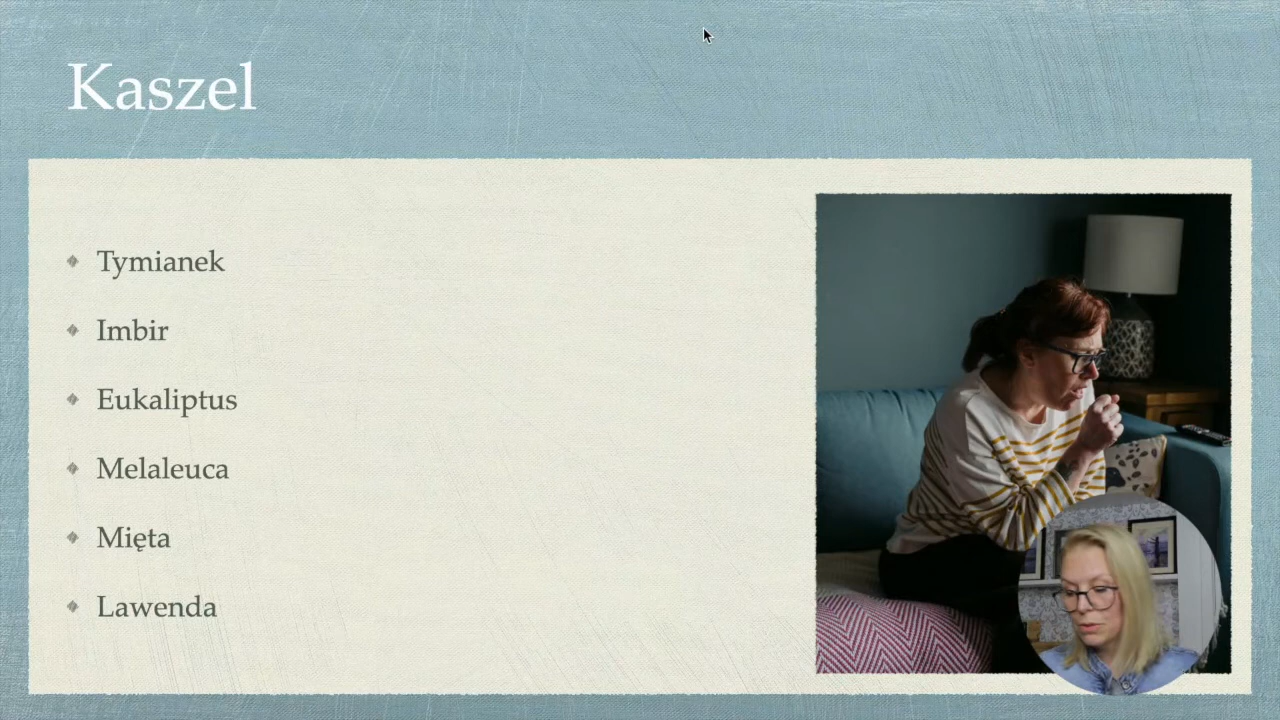 Kaszel
Tymianek
Imbir
Eukaliptus
Melaleuca
Mięta
Lawenda